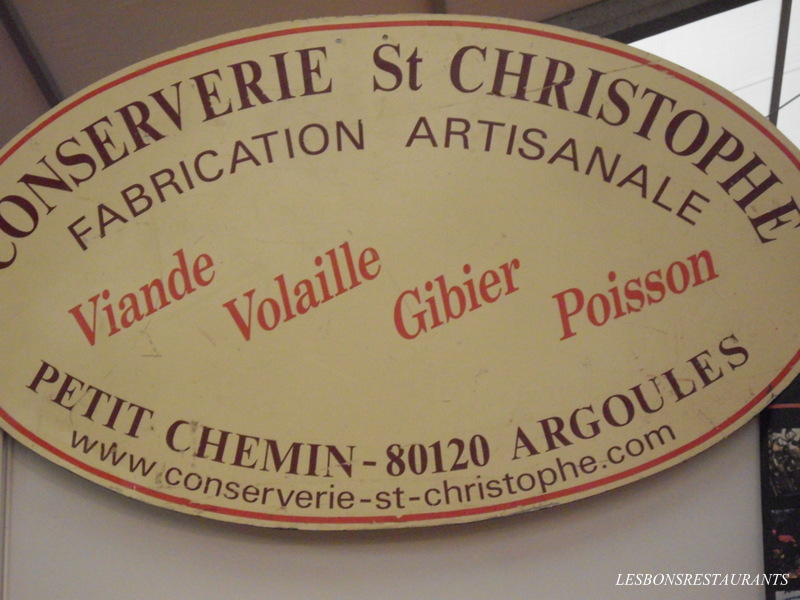 CONSERVERIE St CHRISTOPHE
FABRICATION ARTISANALE
Viande Volaille Gibier Poisson
PETIT CHEMIN - 80120 ARGOULES
www.conserverie-st-christophe.com
LESBONSRESTAURANTS